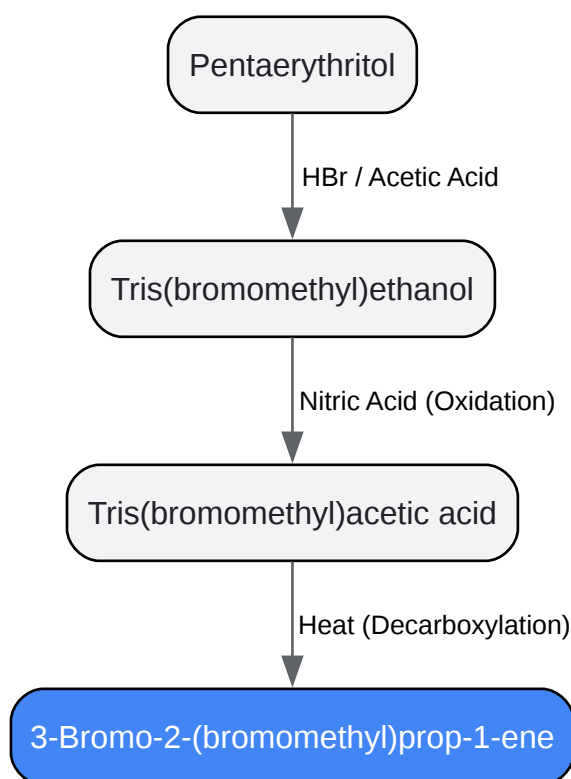 Pentaerythritol
HBr / Acetic Acid
Tris(bromomethyl)ethanol
Nitric Acid (Oxidation)
Tris(bromomethyl)acetic acid
Heat (Decarboxylation)
3-Bromo-2-(bromomethyl)prop-1-ene